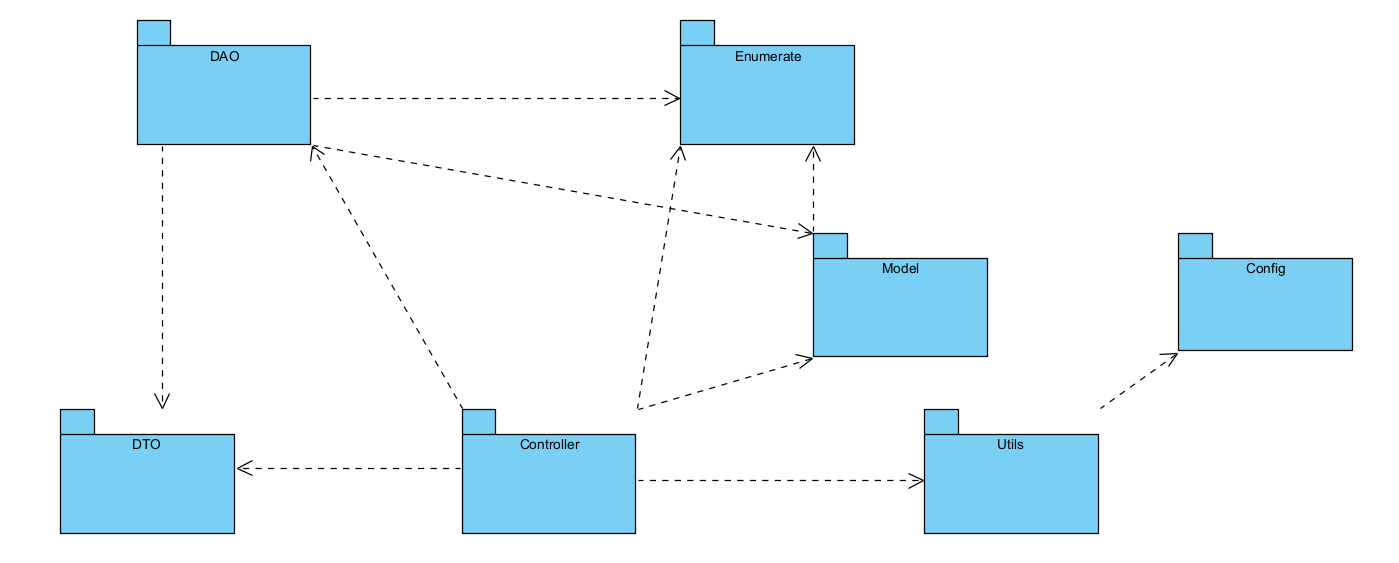 DAO
Enumerate
Model
Config
DTO
Controller
Utils